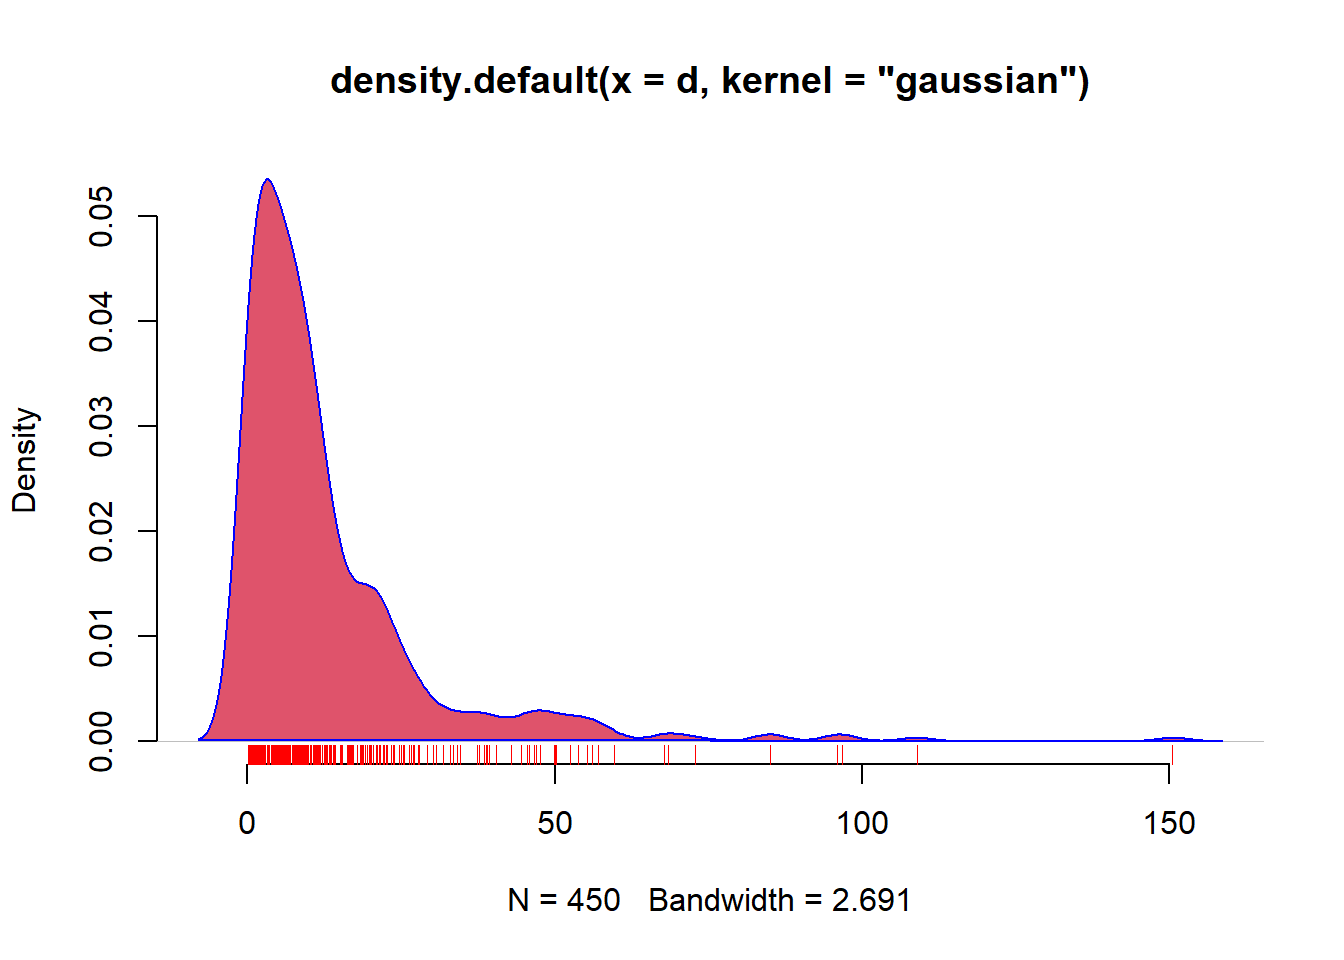 density.default(x = d, kernel = "gaussian")
Density
0.05
0.04
0.03
0.02
0.01
0.00
0 50 100 150
N = 450 Bandwidth = 2.691